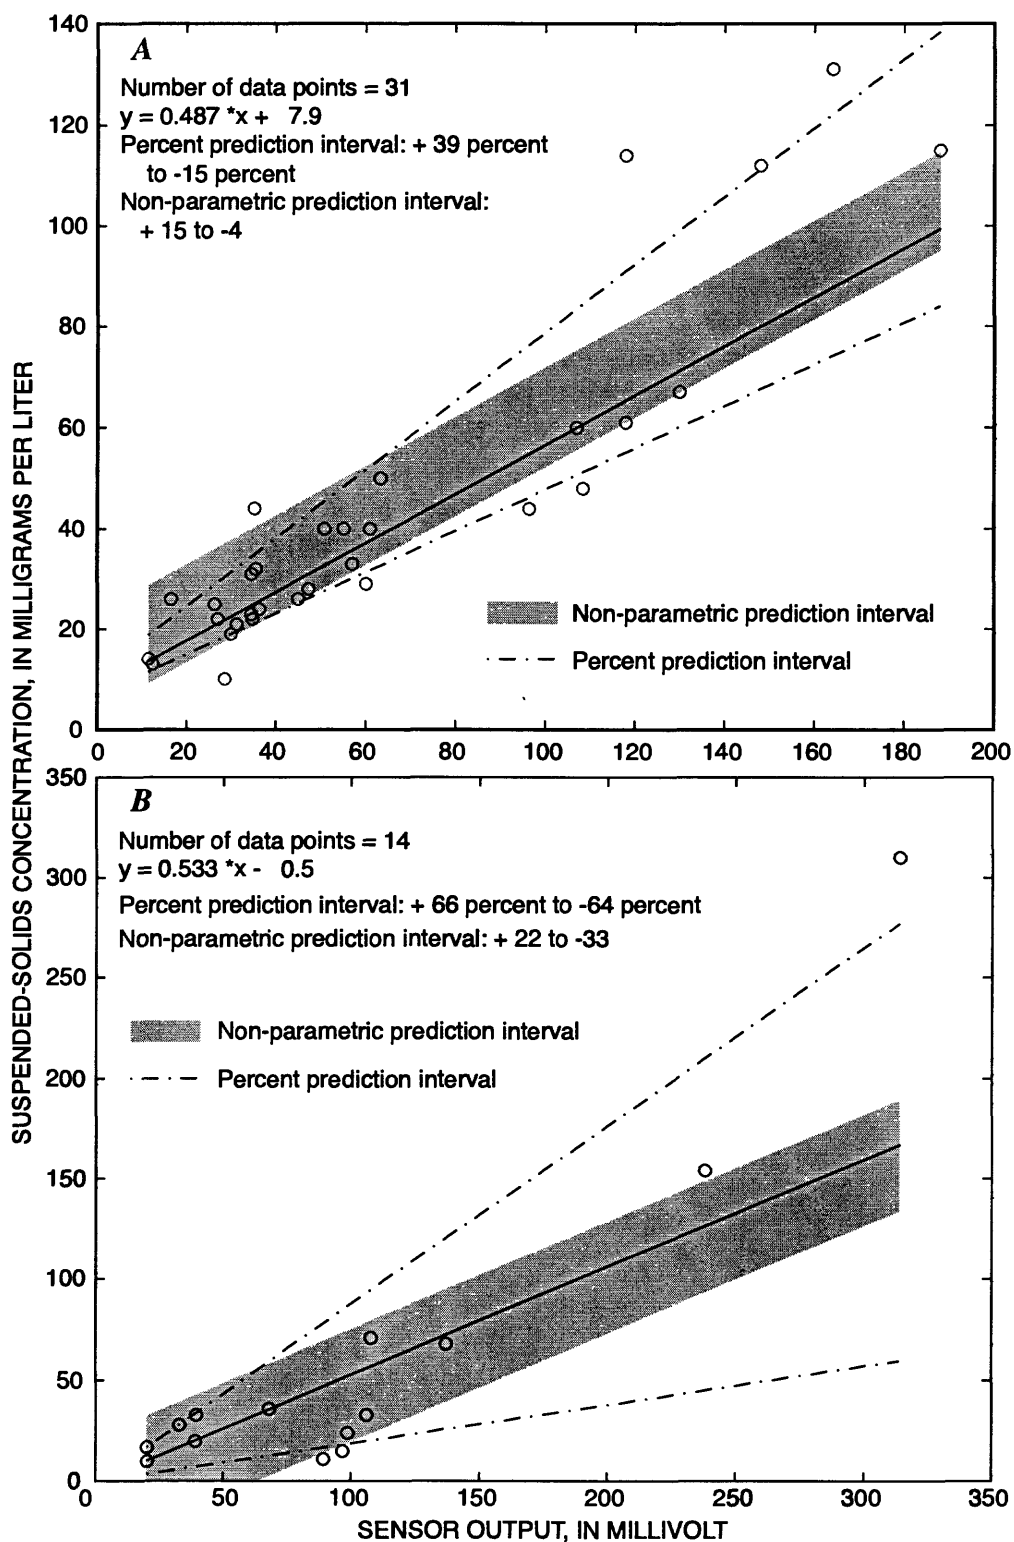 SUSPENDED-SOLIDS CONCENTRATION, IN MILLIGRAMS PER LITER
140
120
100
80
60
40
20
0
A
Number of data points = 31
y = 0.487 *x + 7.9
Percent prediction interval: + 39 percent
to -15 percent
Non-parametric prediction interval:
+ 15 to -4
Non-parametric prediction interval
Percent prediction interval
0 20 40 60 80 100 120 140 160 180 200
350
300
250
200
150
100
50
0
B
Number of data points = 14
y = 0.533 *x - 0.5
Percent prediction interval: + 66 percent to -64 percent
Non-parametric prediction interval: + 22 to -33
Non-parametric prediction interval
Percent prediction interval
0 50 100 150 200 250 300 350
SENSOR OUTPUT, IN MILLIVOLT